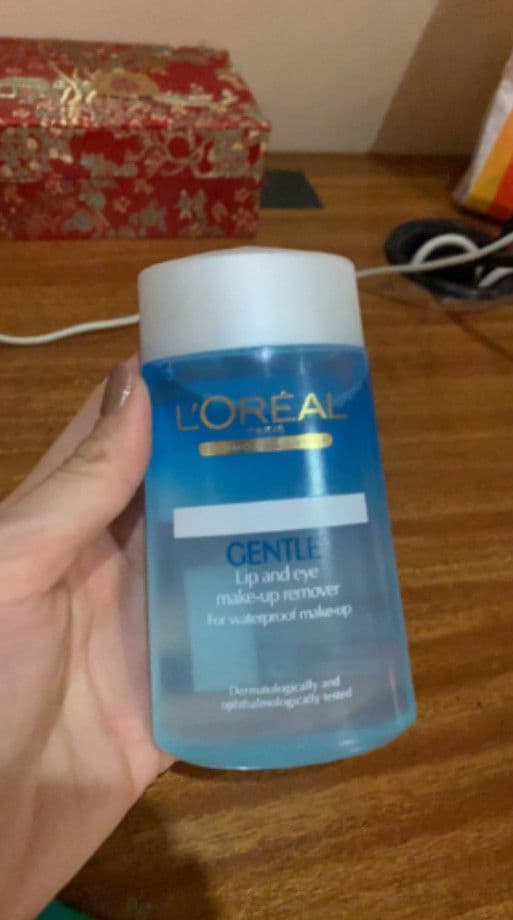 L'ORÉAL
PARIS
GENTLE
Lip and eye
make-up remover
For waterproof make-up
Dermatologically and
ophthalmologically tested